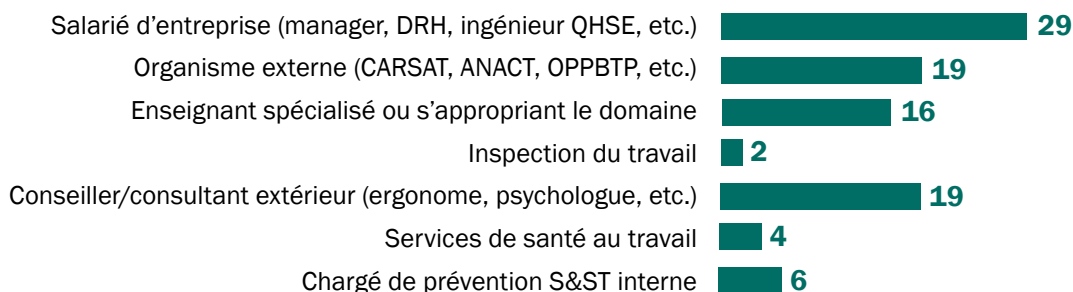 Salarié d'entreprise (manager, DRH, ingénieur QHSE, etc.) 29
Organisme externe (CARSAT, ANACT, OPPBTP, etc.) 19
Enseignant spécialisé ou s'appropriant le domaine 16
Inspection du travail 2
Conseiller/consultant extérieur (ergonome, psychologue, etc.) 19
Services de santé au travail 4
Chargé de prévention S&ST interne 6